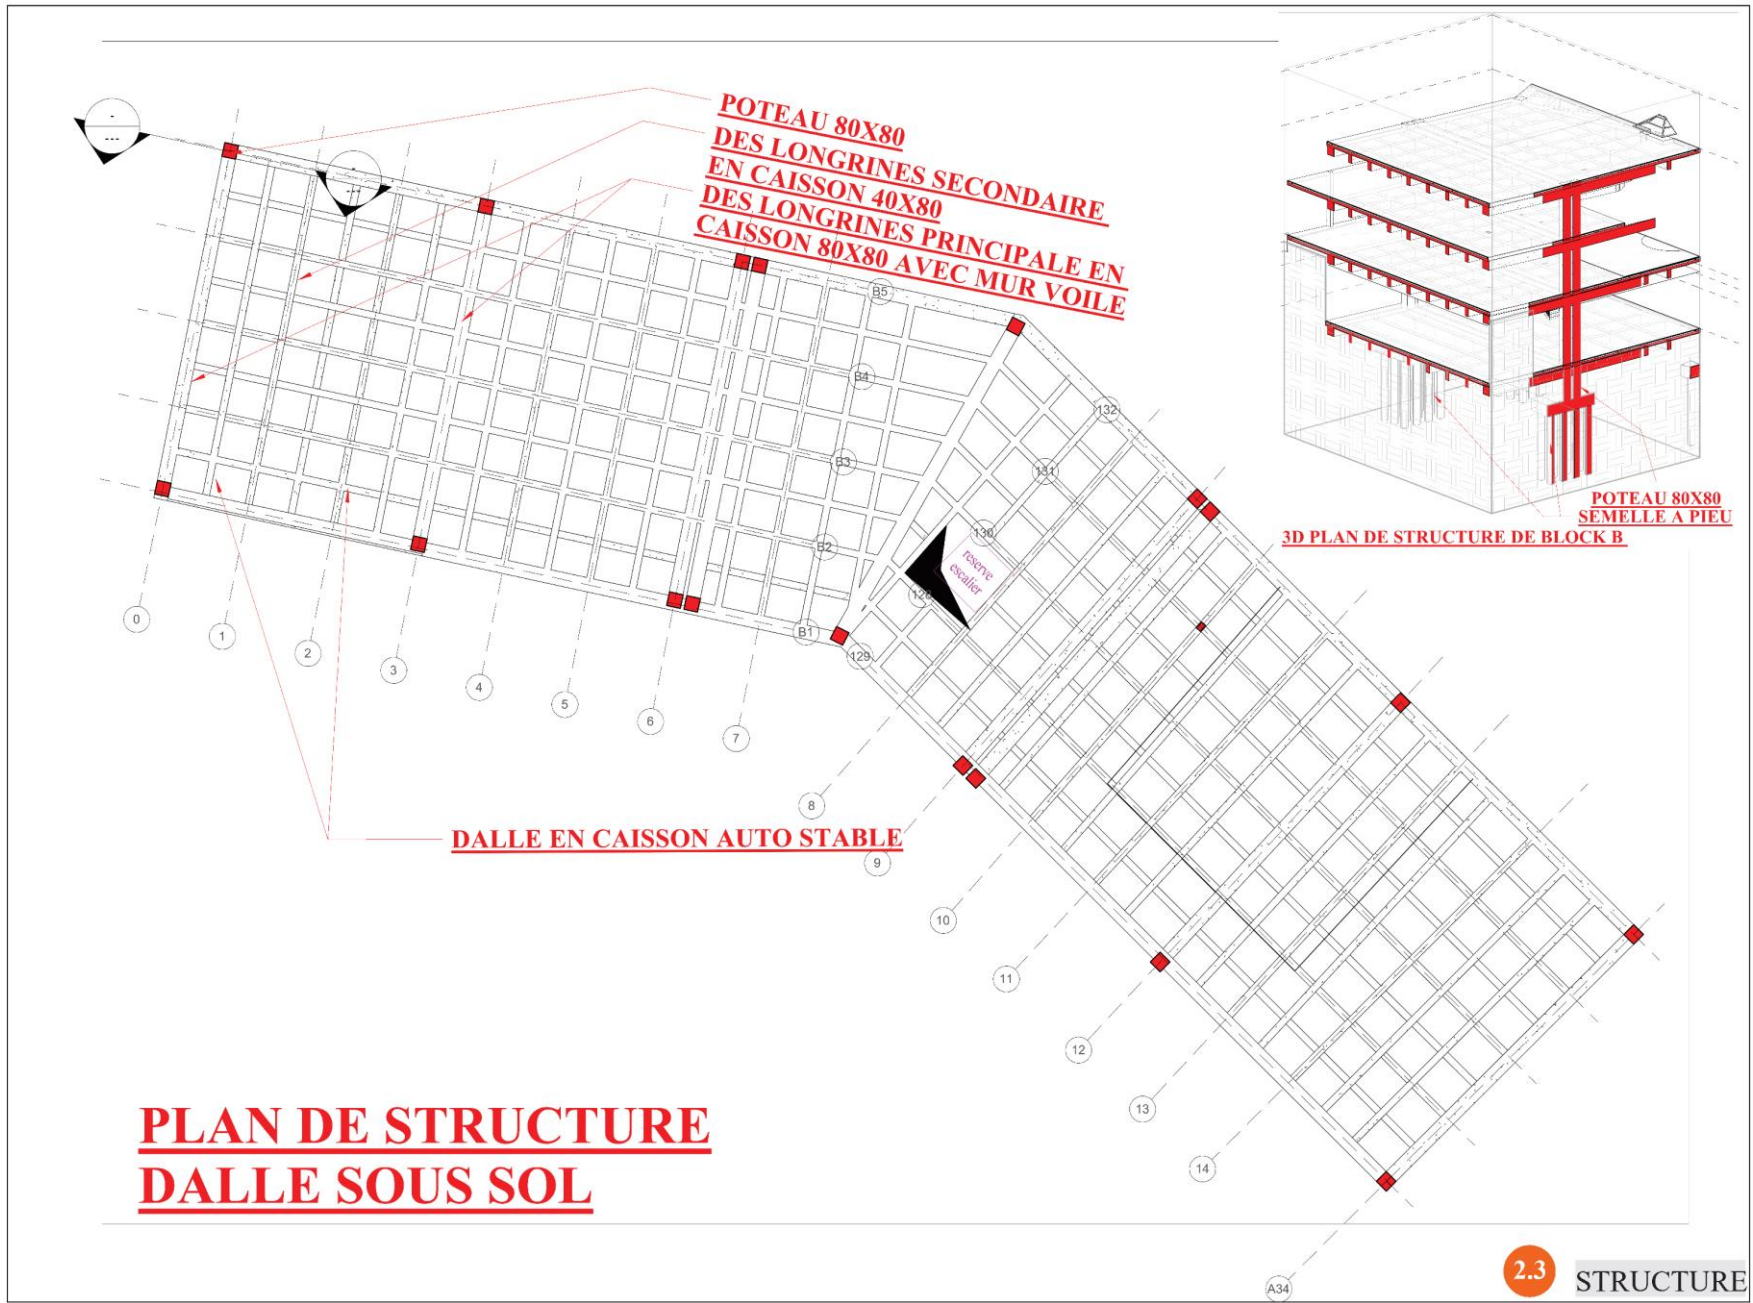 POTEAU 80X80
DES LONGRINES SECONDAIRE
EN CAISSON 40X80
DES LONGRINES PRINCIPALE EN
CAISSON 80X80 AVEC MUR VOILE
POTEAU 80X80
SEMELLE A PIEU
3D PLAN DE STRUCTURE DE BLOCK B
B5
B4
B3
B2
B1
132
131
130
128
129
reserve
escalier
0
1
2
3
4
5
6
7
8
9
10
11
12
13
14
A34
DALLE EN CAISSON AUTO STABLE
PLAN DE STRUCTURE
DALLE SOUS SOL
2.3
STRUCTURE